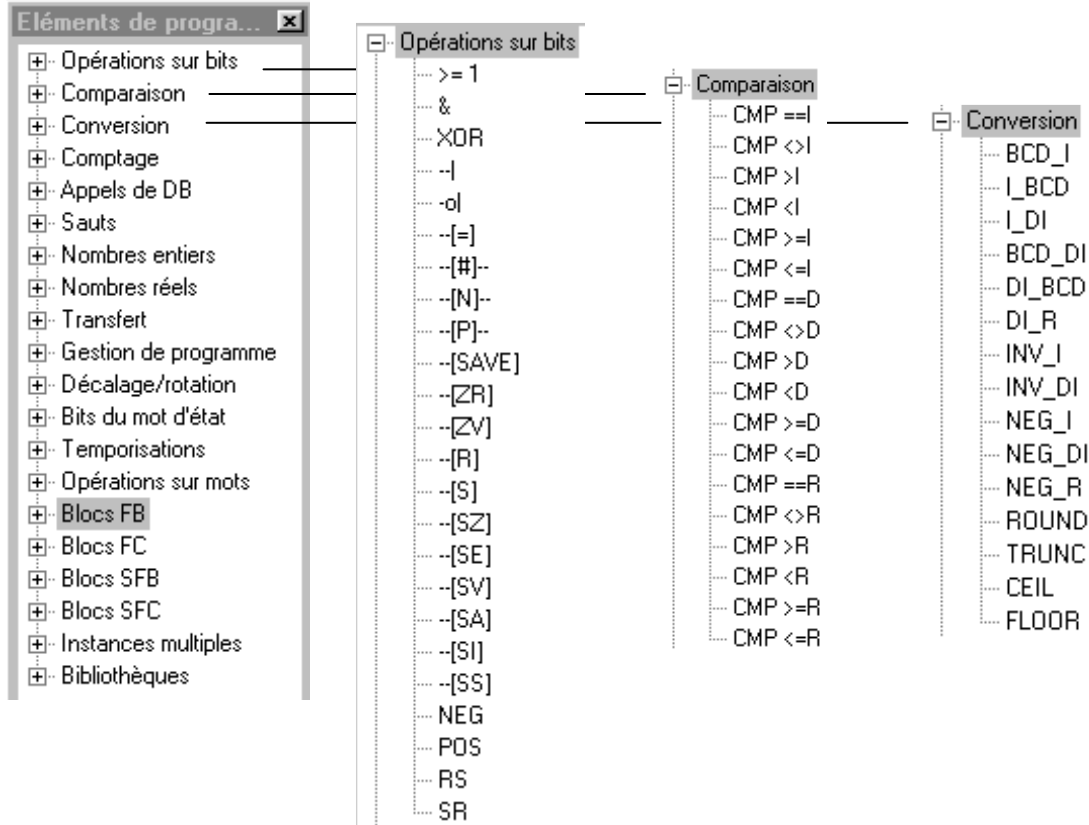 Eléments de progra...
Opérations sur bits
Comparaison
Conversion
Comptage
Appels de DB
Sauts
Nombres entiers
Nombres réels
Transfert
Gestion de programme
Décalage/rotation
Bits du mot d'état
Temporisations
Opérations sur mots
Blocs FB
Blocs FC
Blocs SFB
Blocs SFC
Instances multiples
Bibliothèques
Opérations sur bits
>= 1
&
XOR
--|
-o|
--[=]
--[#]--
--[N]--
--[P]--
--[SAVE]
--[ZR]
--[ZV]
--[R]
--[S]
--[SZ]
--[SE]
--[SV]
--[SA]
--[SI]
--[SS]
NEG
POS
RS
SR
Comparaison
CMP ==I
CMP <>I
CMP >I
CMP <I
CMP >=I
CMP <=I
CMP ==D
CMP <>D
CMP >D
CMP <D
CMP >=D
CMP <=D
CMP ==R
CMP <>R
CMP >R
CMP <R
CMP >=R
CMP <=R
Conversion
BCD_I
I_BCD
I_DI
BCD_DI
DI_BCD
DI_R
INV_I
INV_DI
NEG_I
NEG_DI
NEG_R
ROUND
TRUNC
CEIL
FLOOR